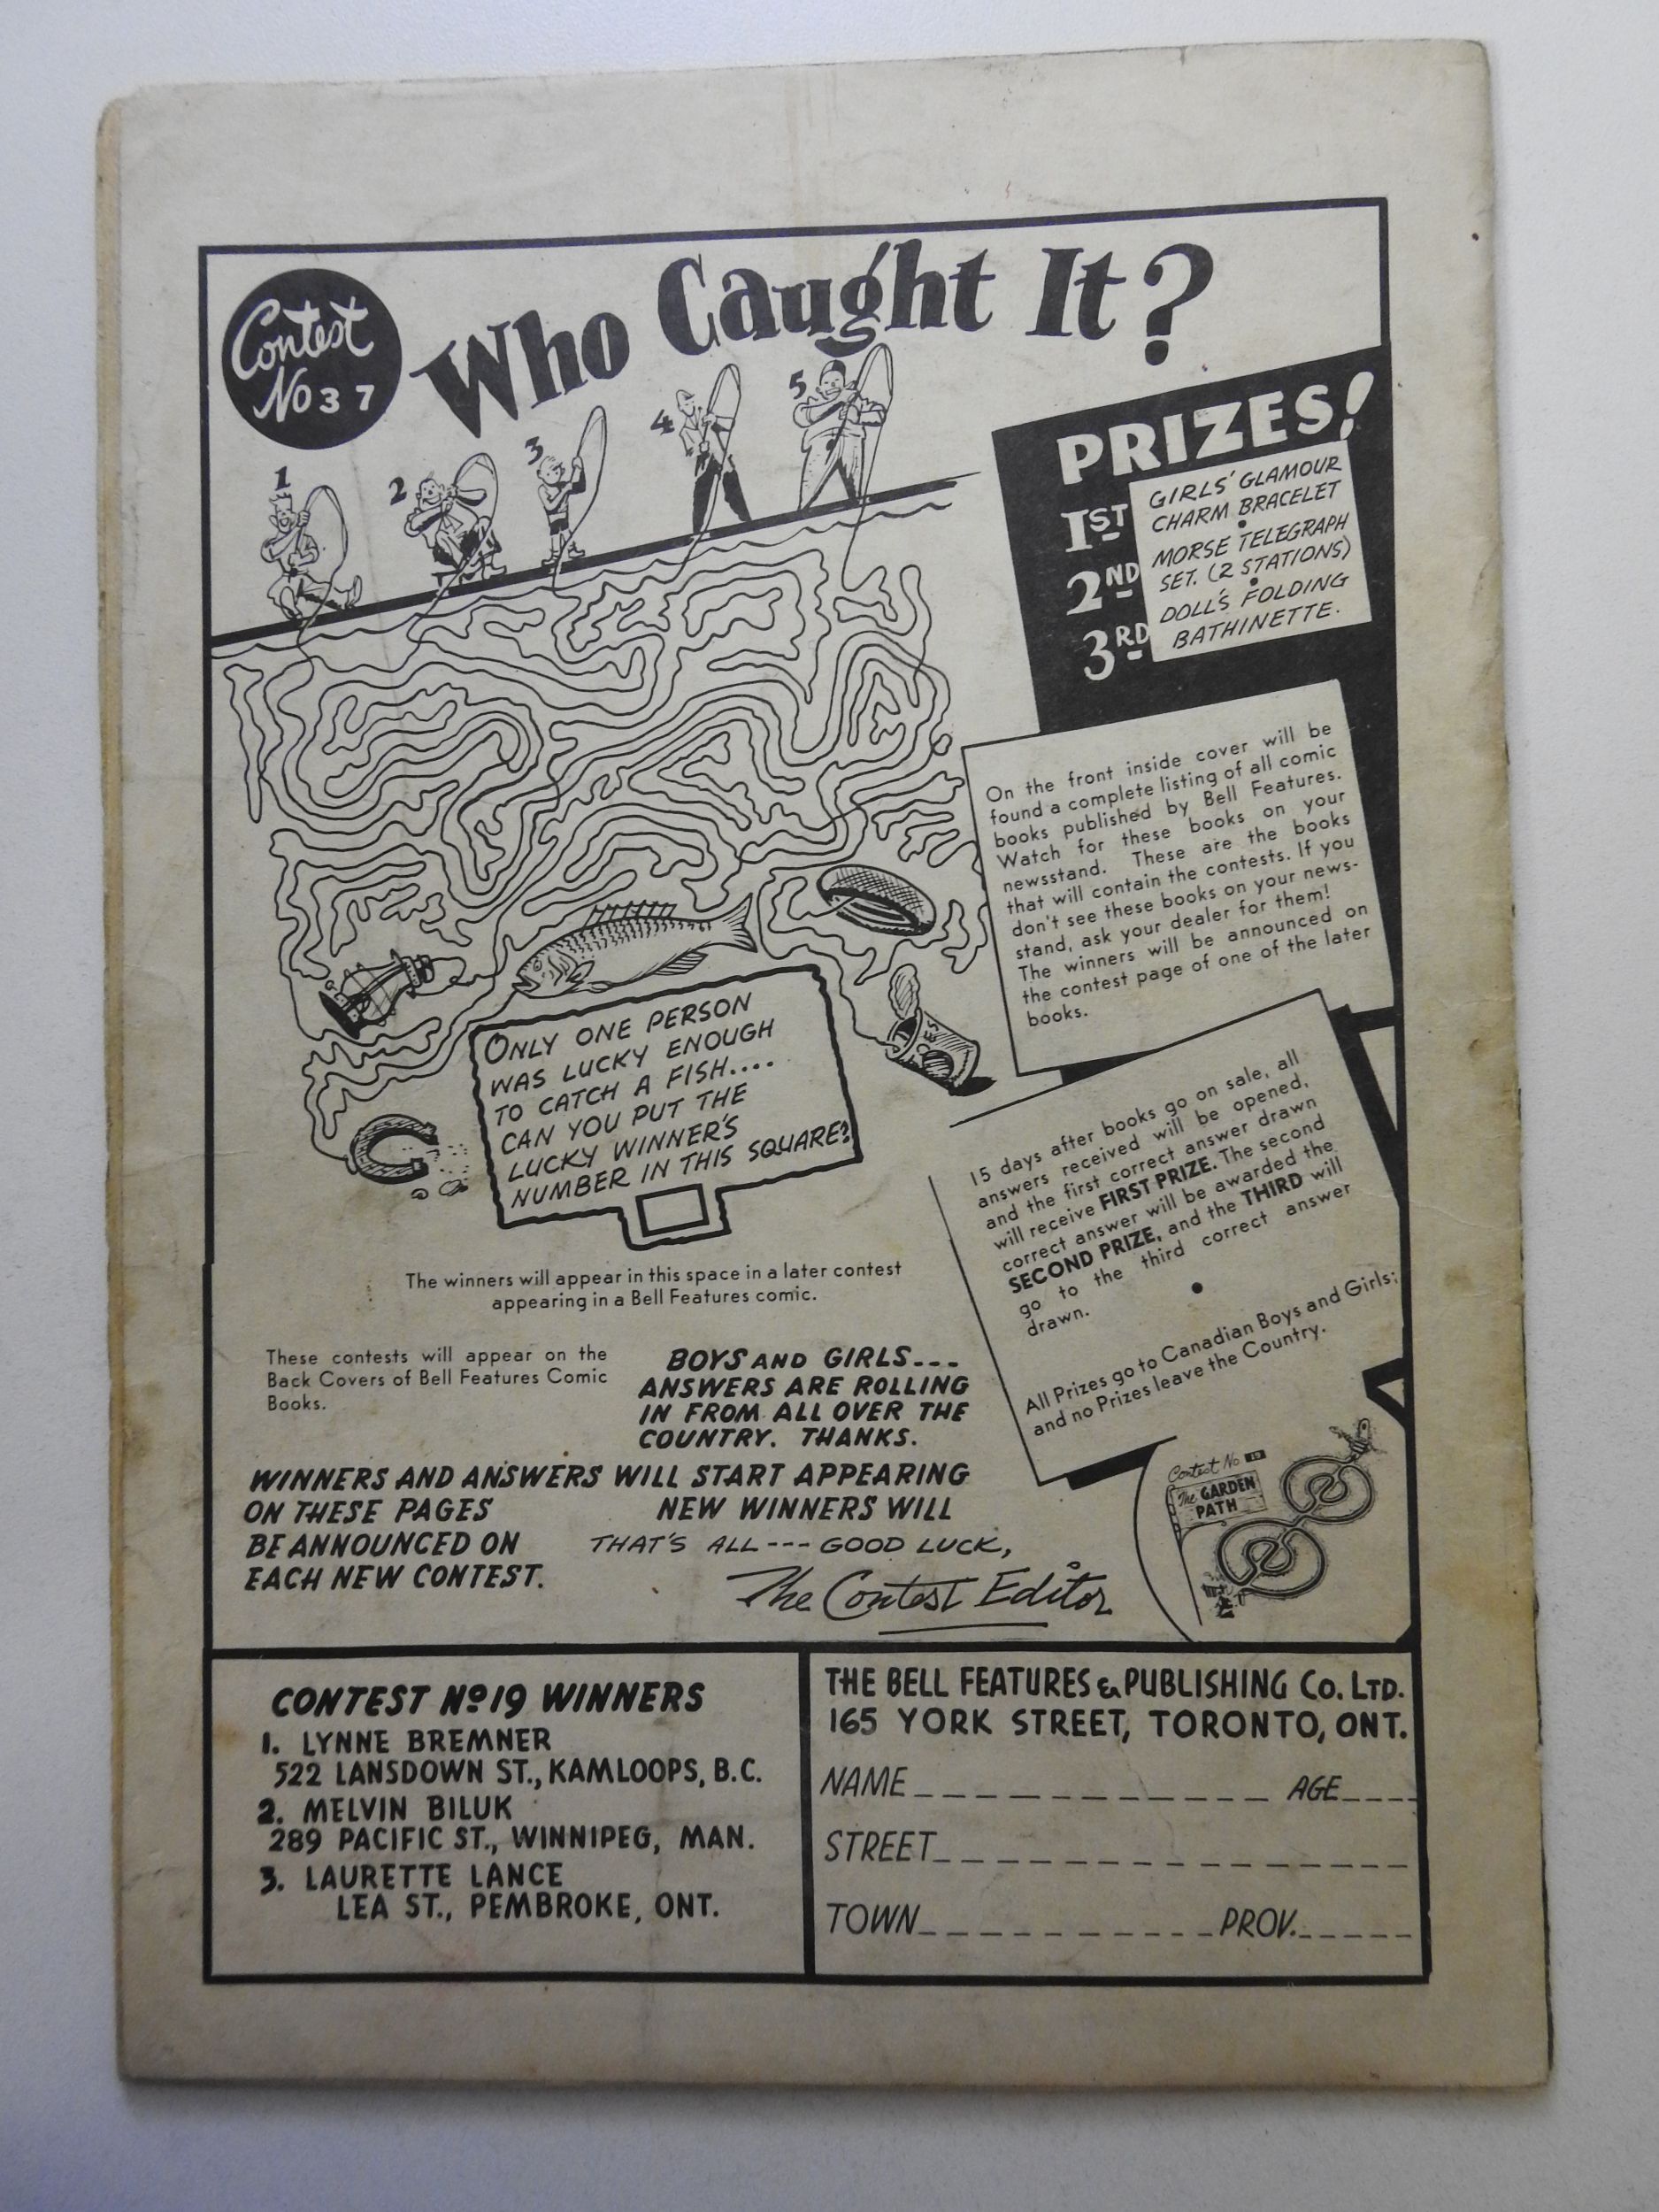 Contest
No 37
Who Caught It?
1
2
3
4
5
PRIZES!
1ST
GIRLS' GLAMOUR
CHARM BRACELET
2ND
MORSE TELEGRAPH
SET. (2 STATIONS)
3RD
DOLL'S FOLDING
BATHINETTE.
On the front inside cover will be
found a complete listing of all comic
books published by Bell Features.
Watch for these books on your
newsstand. These are the books
that will contain the contests. If you
don't see these books on your news-
stand, ask your dealer for them!
The winners will be announced on
the contest page of one of the later
books.
ONLY ONE PERSON
WAS LUCKY ENOUGH
TO CATCH A FISH....
CAN YOU PUT THE
LUCKY WINNER'S
NUMBER IN THIS SQUARE?
15 days after books go on sale, all
answers received will be opened,
and the first correct answer drawn
will receive FIRST PRIZE. The second
correct answer will be awarded the
SECOND PRIZE, and the THIRD will
go to the third correct answer
drawn.
All Prizes go to Canadian Boys and Girls;
and no Prizes leave the Country.
The winners will appear in this space in a later contest
appearing in a Bell Features comic.
These contests will appear on the
Back Covers of Bell Features Comic
Books.
BOYS AND GIRLS---
ANSWERS ARE ROLLING
IN FROM ALL OVER THE
COUNTRY. THANKS.
WINNERS AND ANSWERS WILL START APPEARING
ON THESE PAGES NEW WINNERS WILL
BE ANNOUNCED ON
EACH NEW CONTEST.
THAT'S ALL --- GOOD LUCK,
The Contest Editor
Contest No 19
The GARDEN
PATH
CONTEST No 19 WINNERS
1. LYNNE BREMNER
522 LANSDOWN ST., KAMLOOPS, B.C.
2. MELVIN BILUK
289 PACIFIC ST., WINNIPEG, MAN.
3. LAURETTE LANCE
LEA ST., PEMBROKE, ONT.
THE BELL FEATURES & PUBLISHING CO. LTD.
165 YORK STREET, TORONTO, ONT.
NAME AGE
STREET
TOWN PROV.